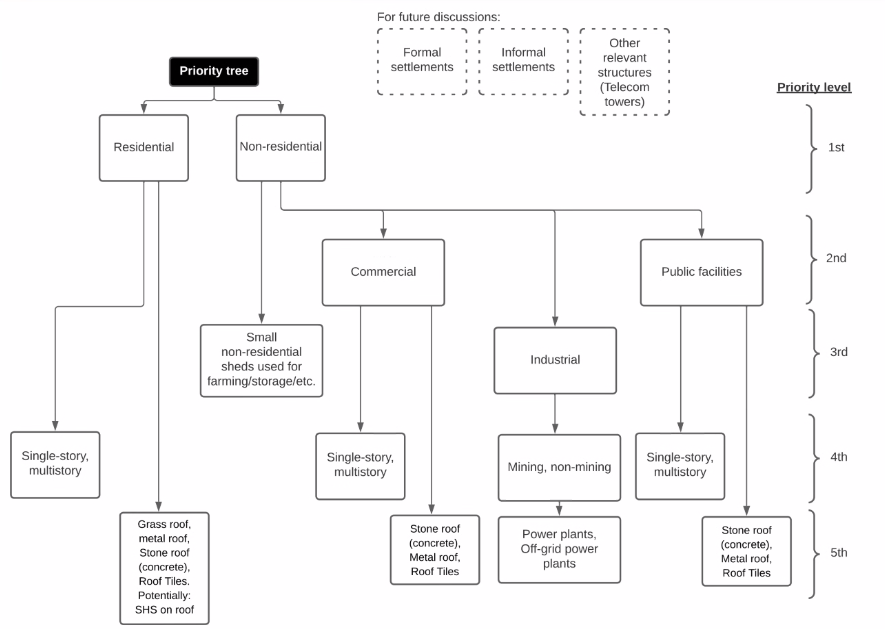 For future discussions:
Formal
settlements
Informal
settlements
Other
relevant
structures
(Telecom
towers)
Priority tree
Priority level
Residential
Non-residential
1st
Commercial
Public facilities
2nd
Small
non-residential
sheds used for
farming/storage/etc.
Industrial
3rd
Single-story,
multistory
Single-story,
multistory
Mining, non-mining
Single-story,
multistory
4th
Grass roof,
metal roof,
Stone roof
(concrete),
Roof Tiles.
Potentially:
SHS on roof
Stone roof
(concrete),
Metal roof,
Roof Tiles
Power plants,
Off-grid power
plants
Stone roof
(concrete),
Metal roof,
Roof Tiles
5th